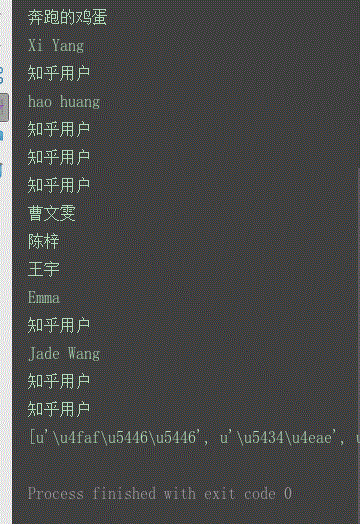 奔跑的鸡蛋
Xi Yang
知乎用户
hao huang
知乎用户
知乎用户
知乎用户
曹文雯
陈梓
王宇
Emma
知乎用户
Jade Wang
知乎用户
知乎用户
[u'\u4faf\u5446\u5446', u'\u5434\u4eae', u
Process finished with exit code 0